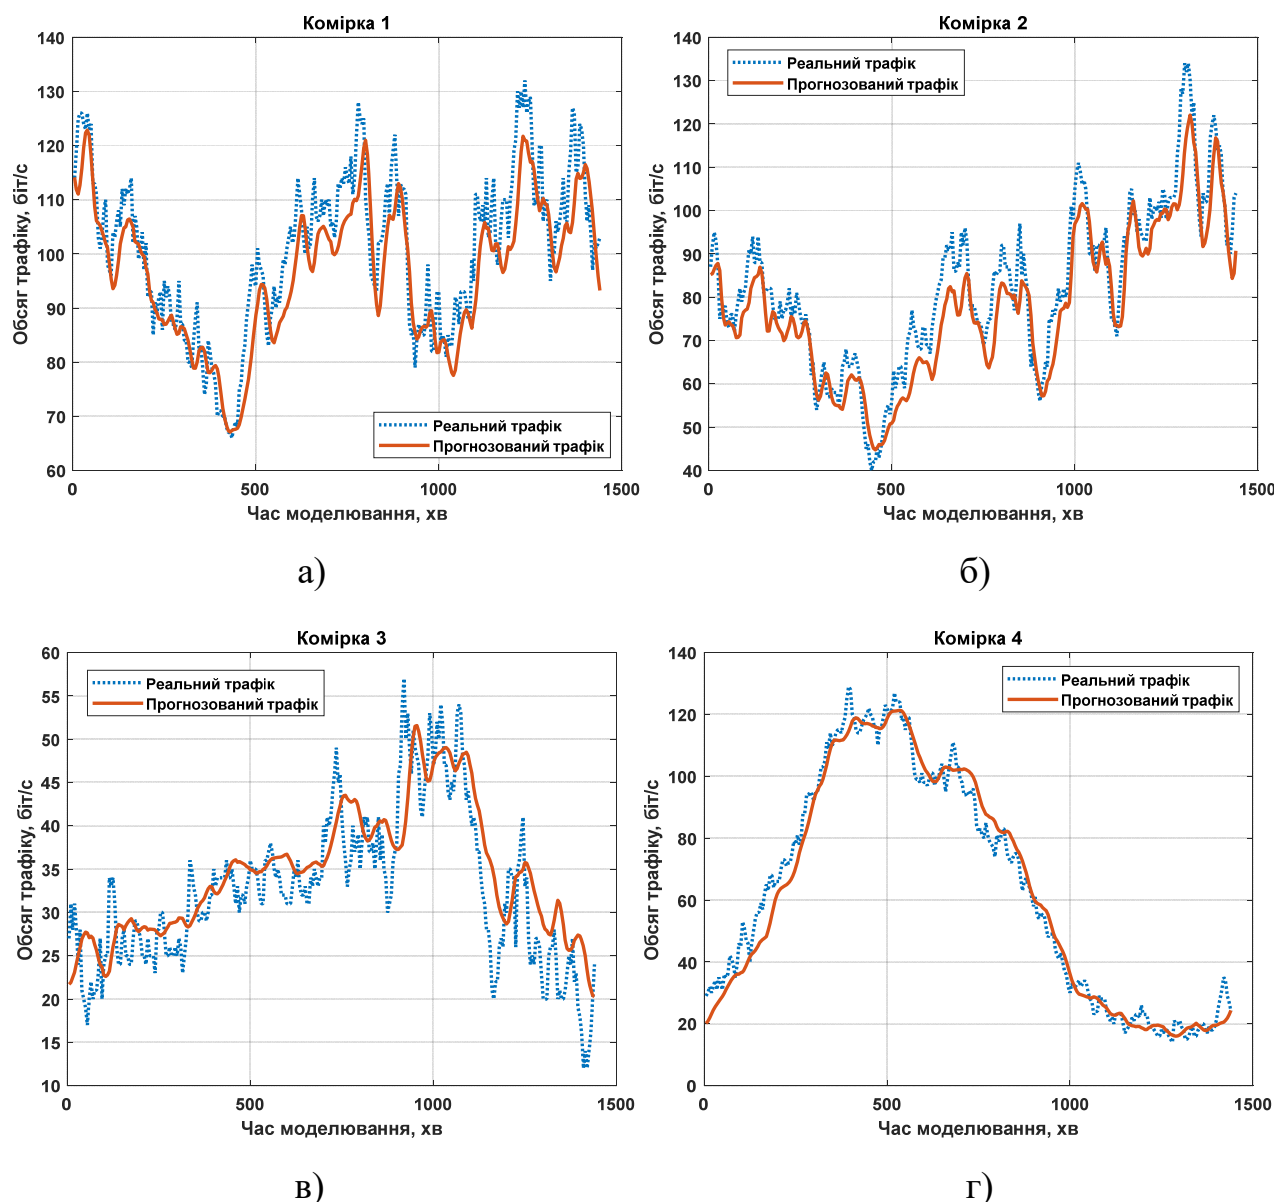 Комірка 1
140
130
120
110
100
90
80
70
60
0
500
1000
1500
Обсяг трафіку, біт/с
Час моделювання, хв
Реальний трафік
Прогнозований трафік
а)
Комірка 2
140
130
120
110
100
90
80
70
60
50
40
0
500
1000
1500
Обсяг трафіку, біт/с
Час моделювання, хв
Реальний трафік
Прогнозований трафік
б)
Комірка 3
60
55
50
45
40
35
30
25
20
15
10
0
500
1000
1500
Обсяг трафіку, біт/с
Час моделювання, хв
Реальний трафік
Прогнозований трафік
в)
Комірка 4
140
120
100
80
60
40
20
0
0
500
1000
1500
Обсяг трафіку, біт/с
Час моделювання, хв
Реальний трафік
Прогнозований трафік
г)